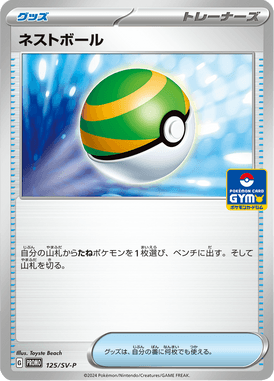 グッズ
トレーナーズ
ネストボール
POKÉMON CARD
GYM
ポケモンカードジム
自分の山札からたねポケモンを1枚選び、ベンチに出す。そして
山札を切る。
Illus. Toyste Beach
G PROMO 125/SV-P
グッズは、自分の番に何枚でも使える。
©2024 Pokémon/Nintendo/Creatures/GAME FREAK.